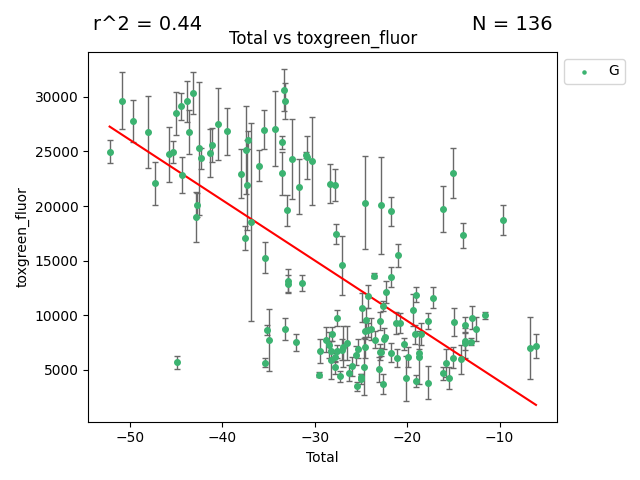 r^2 = 0.44
N = 136
Total vs toxgreen_fluor
G
30000
25000
20000
15000
10000
5000
toxgreen_fluor
−50
−40
−30
−20
−10
Total